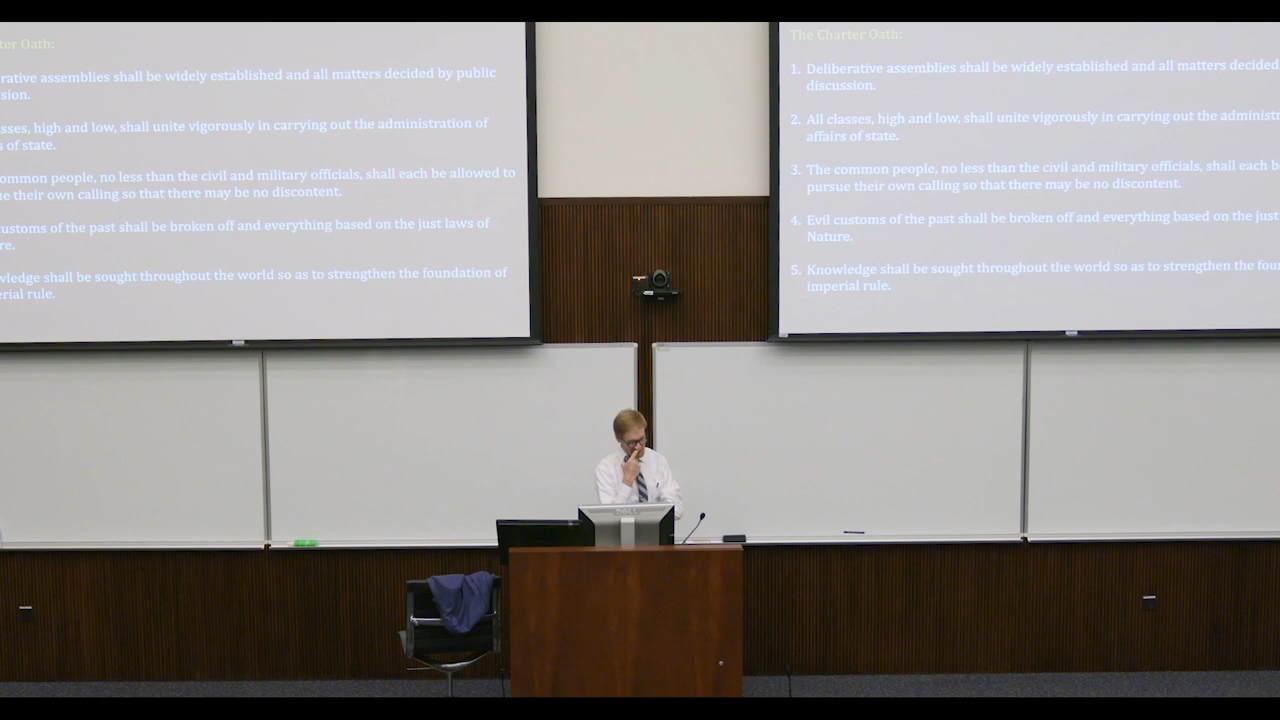 ter Oath:
rative assemblies shall be widely established and all matters decided by public
sion.
sses, high and low, shall unite vigorously in carrying out the administration of
s of state.
ommon people, no less than the civil and military officials, shall each be allowed to
ue their own calling so that there may be no discontent.
customs of the past shall be broken off and everything based on the just laws of
re.
wledge shall be sought throughout the world so as to strengthen the foundation of
erial rule.
The Charter Oath:
1. Deliberative assemblies shall be widely established and all matters decided
discussion.
2. All classes, high and low, shall unite vigorously in carrying out the administr
affairs of state.
3. The common people, no less than the civil and military officials, shall each b
pursue their own calling so that there may be no discontent.
4. Evil customs of the past shall be broken off and everything based on the just
Nature.
5. Knowledge shall be sought throughout the world so as to strengthen the four
imperial rule.
DELL